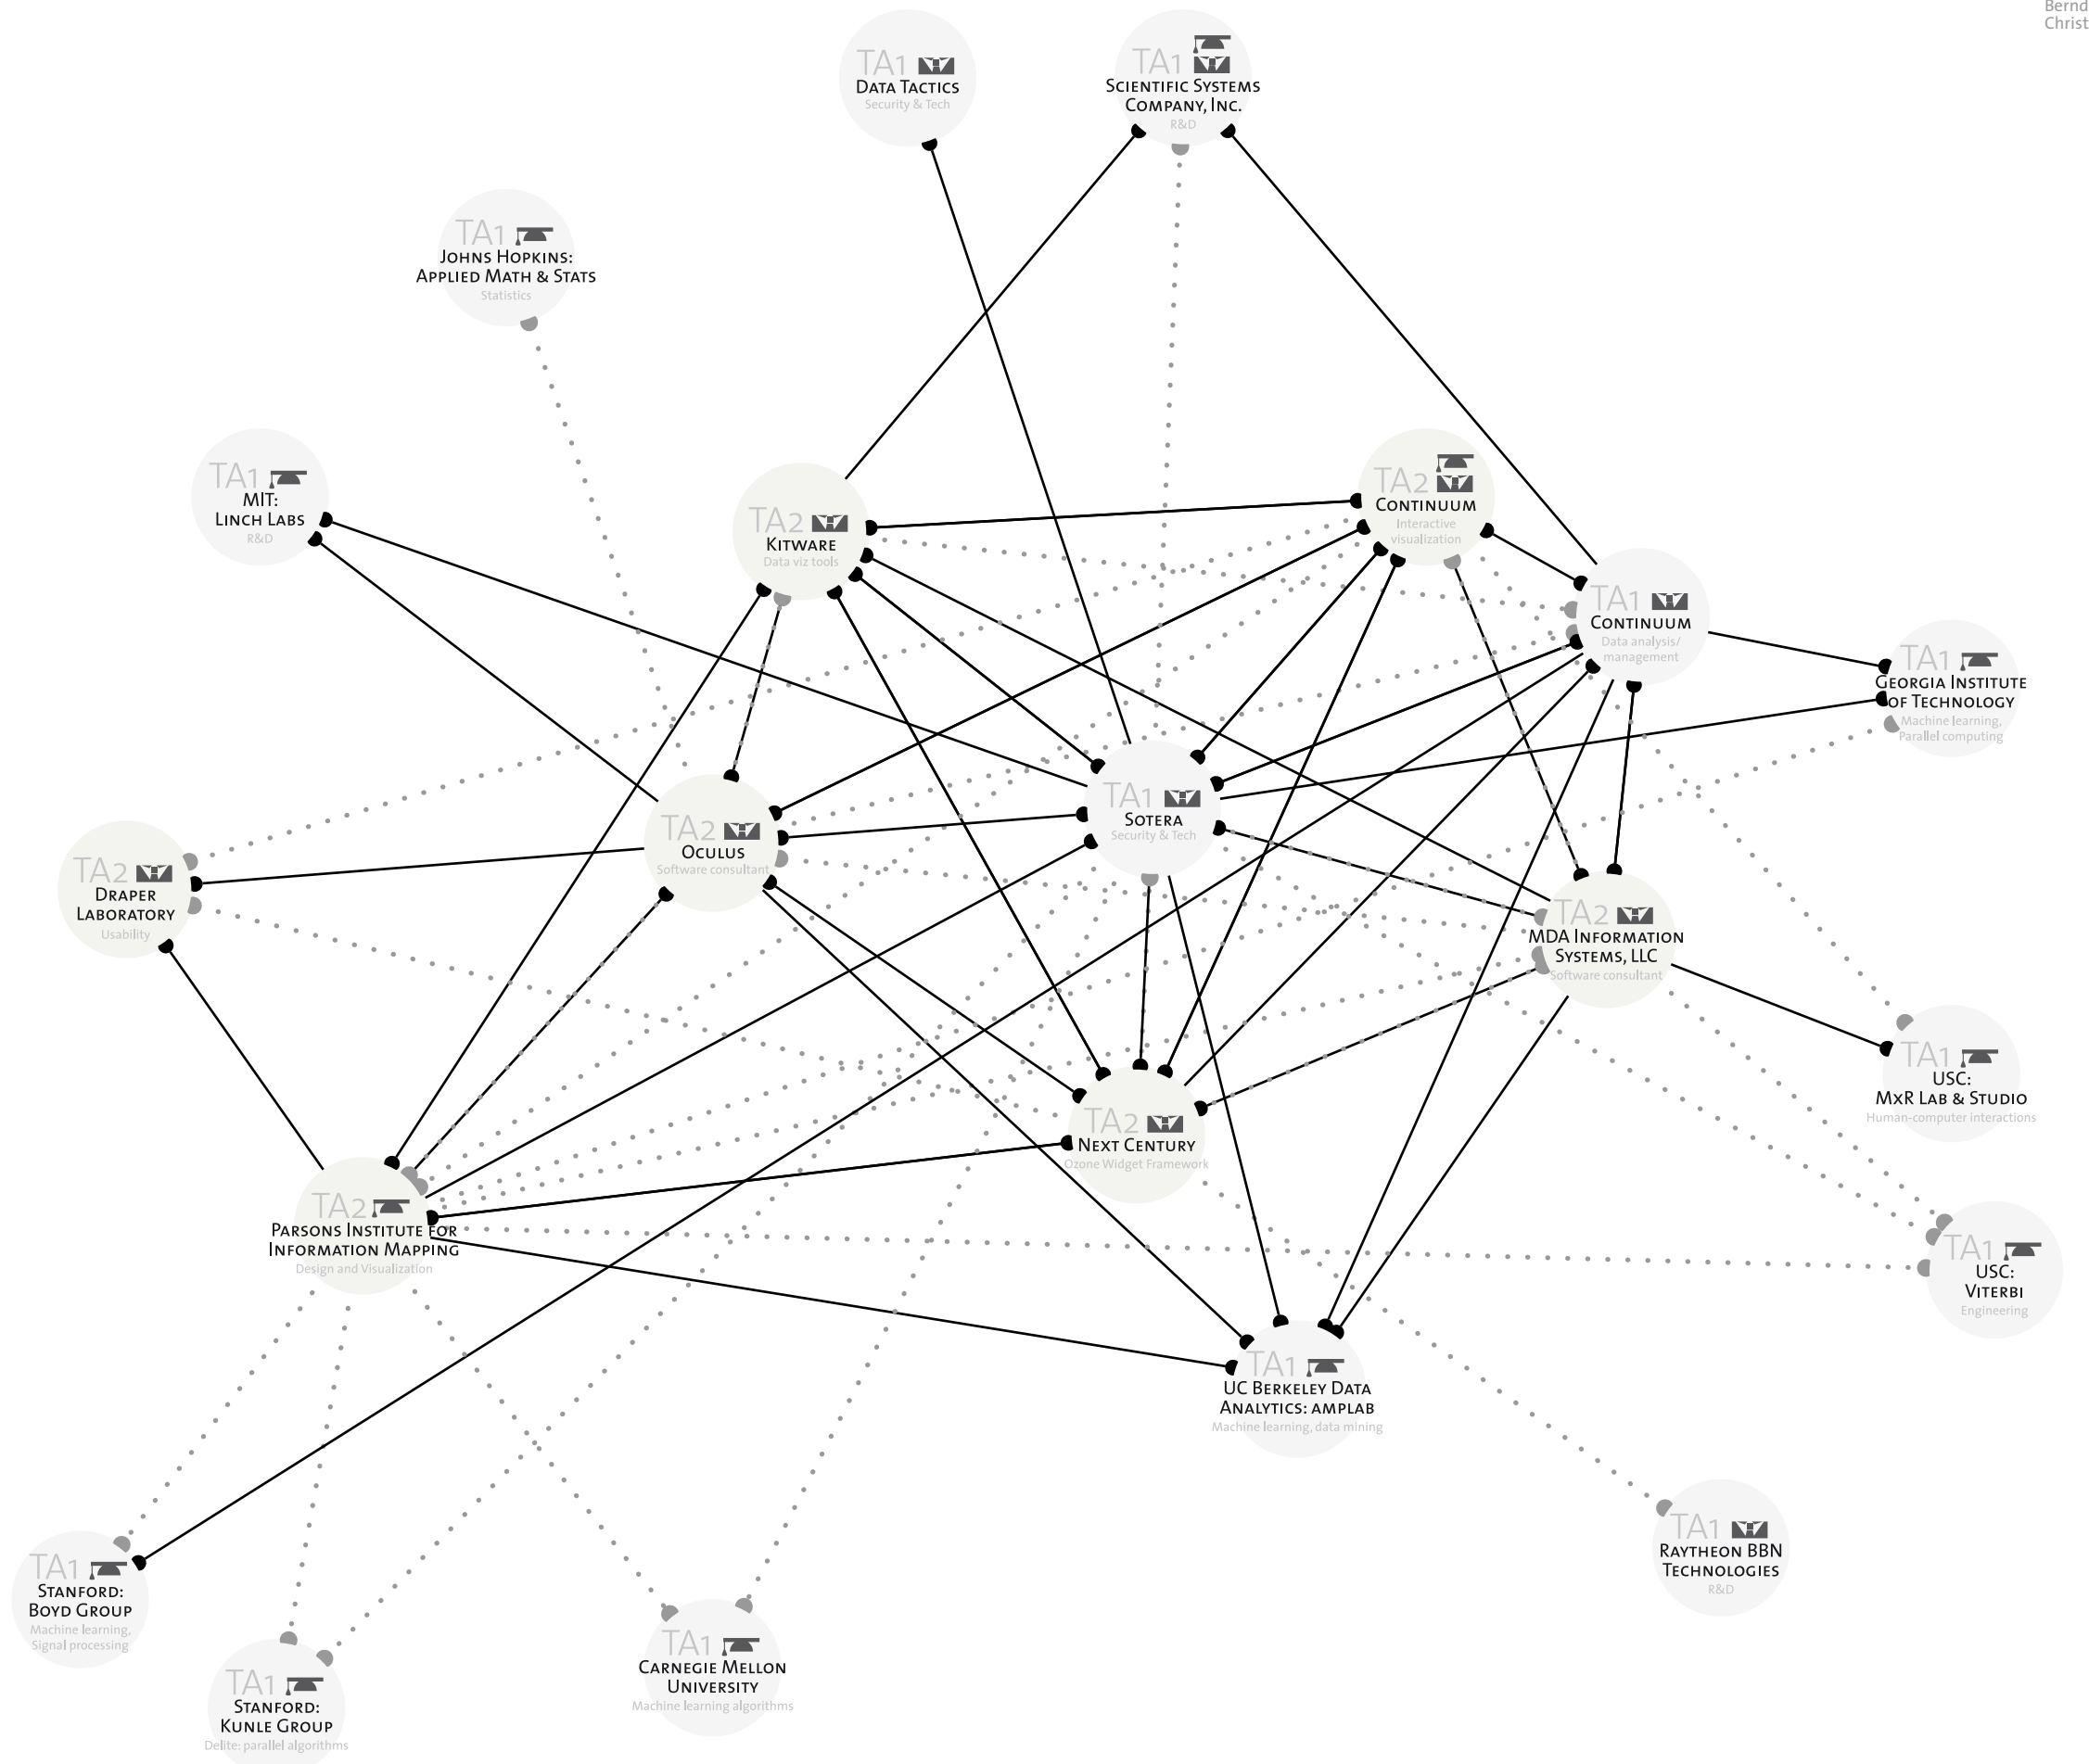 Bernd
Christ
TA1
Data Tactics
Security & Tech
TA1
Scientific Systems
Company, Inc.
R&D
TA1
Johns Hopkins:
Applied Math & Stats
Statistics
TA1
MIT:
Linch Labs
R&D
TA2
Kitware
Data viz tools
TA2
Continuum
Interactive
visualization
TA1
Continuum
Data analysis/
management
TA1
Georgia Institute
of Technology
Machine learning,
Parallel computing
TA1
Sotera
Security & Tech
TA2
Oculus
Software consultant
TA2
Draper
Laboratory
Usability
TA2
MDA Information
Systems, LLC
Software consultant
TA1
USC:
MxR Lab & Studio
Human-computer interactions
TA2
Next Century
Ozone Widget Framework
TA2
Parsons Institute for
Information Mapping
Design and Visualization
TA1
USC:
Viterbi
Engineering
TA1
UC Berkeley Data
Analytics: amplab
Machine learning, data mining
TA1
Raytheon BBN
Technologies
R&D
TA1
Stanford:
Boyd Group
Machine learning,
Signal processing
TA1
Stanford:
Kunle Group
Delite: parallel algorithms
TA1
Carnegie Mellon
University
Machine learning algorithms